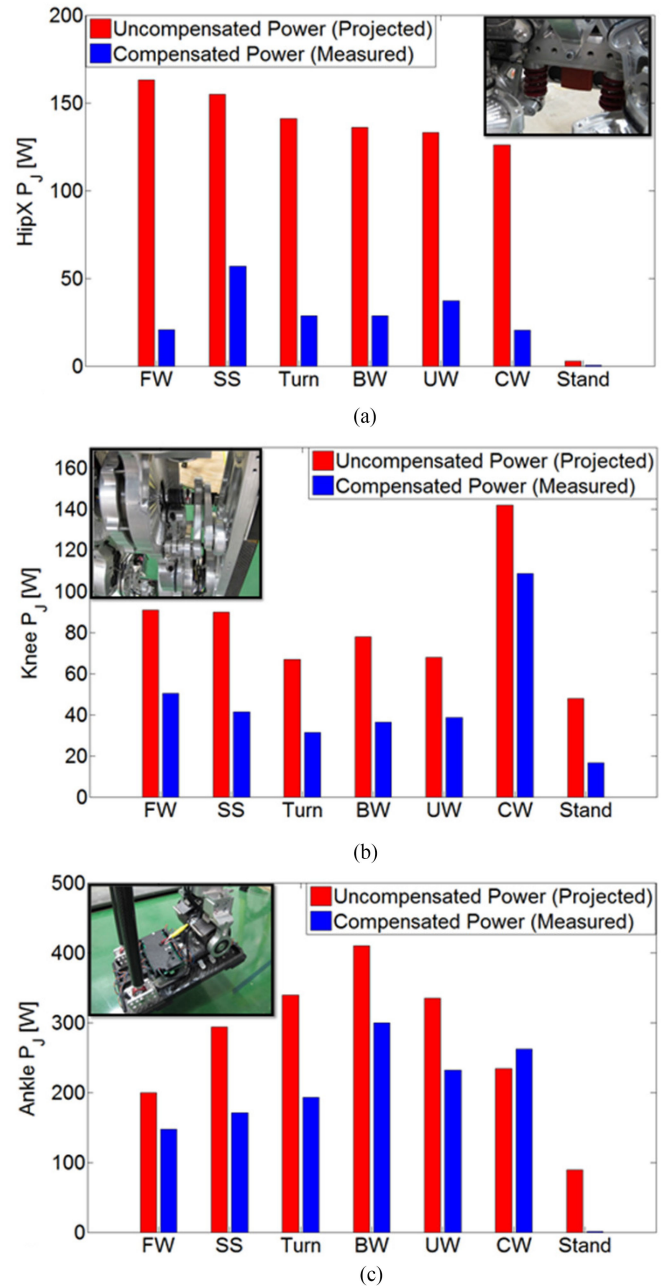 200
Uncompensated Power (Projected)
Compensated Power (Measured)
150
100
50
0
HipX P_J [W]
FW SS Turn BW UW CW Stand
(a)
160
Uncompensated Power (Projected)
Compensated Power (Measured)
140
120
100
80
60
40
20
0
Knee P_J [W]
FW SS Turn BW UW CW Stand
(b)
500
Uncompensated Power (Projected)
Compensated Power (Measured)
400
300
200
100
0
Ankle P_J [W]
FW SS Turn BW UW CW Stand
(c)